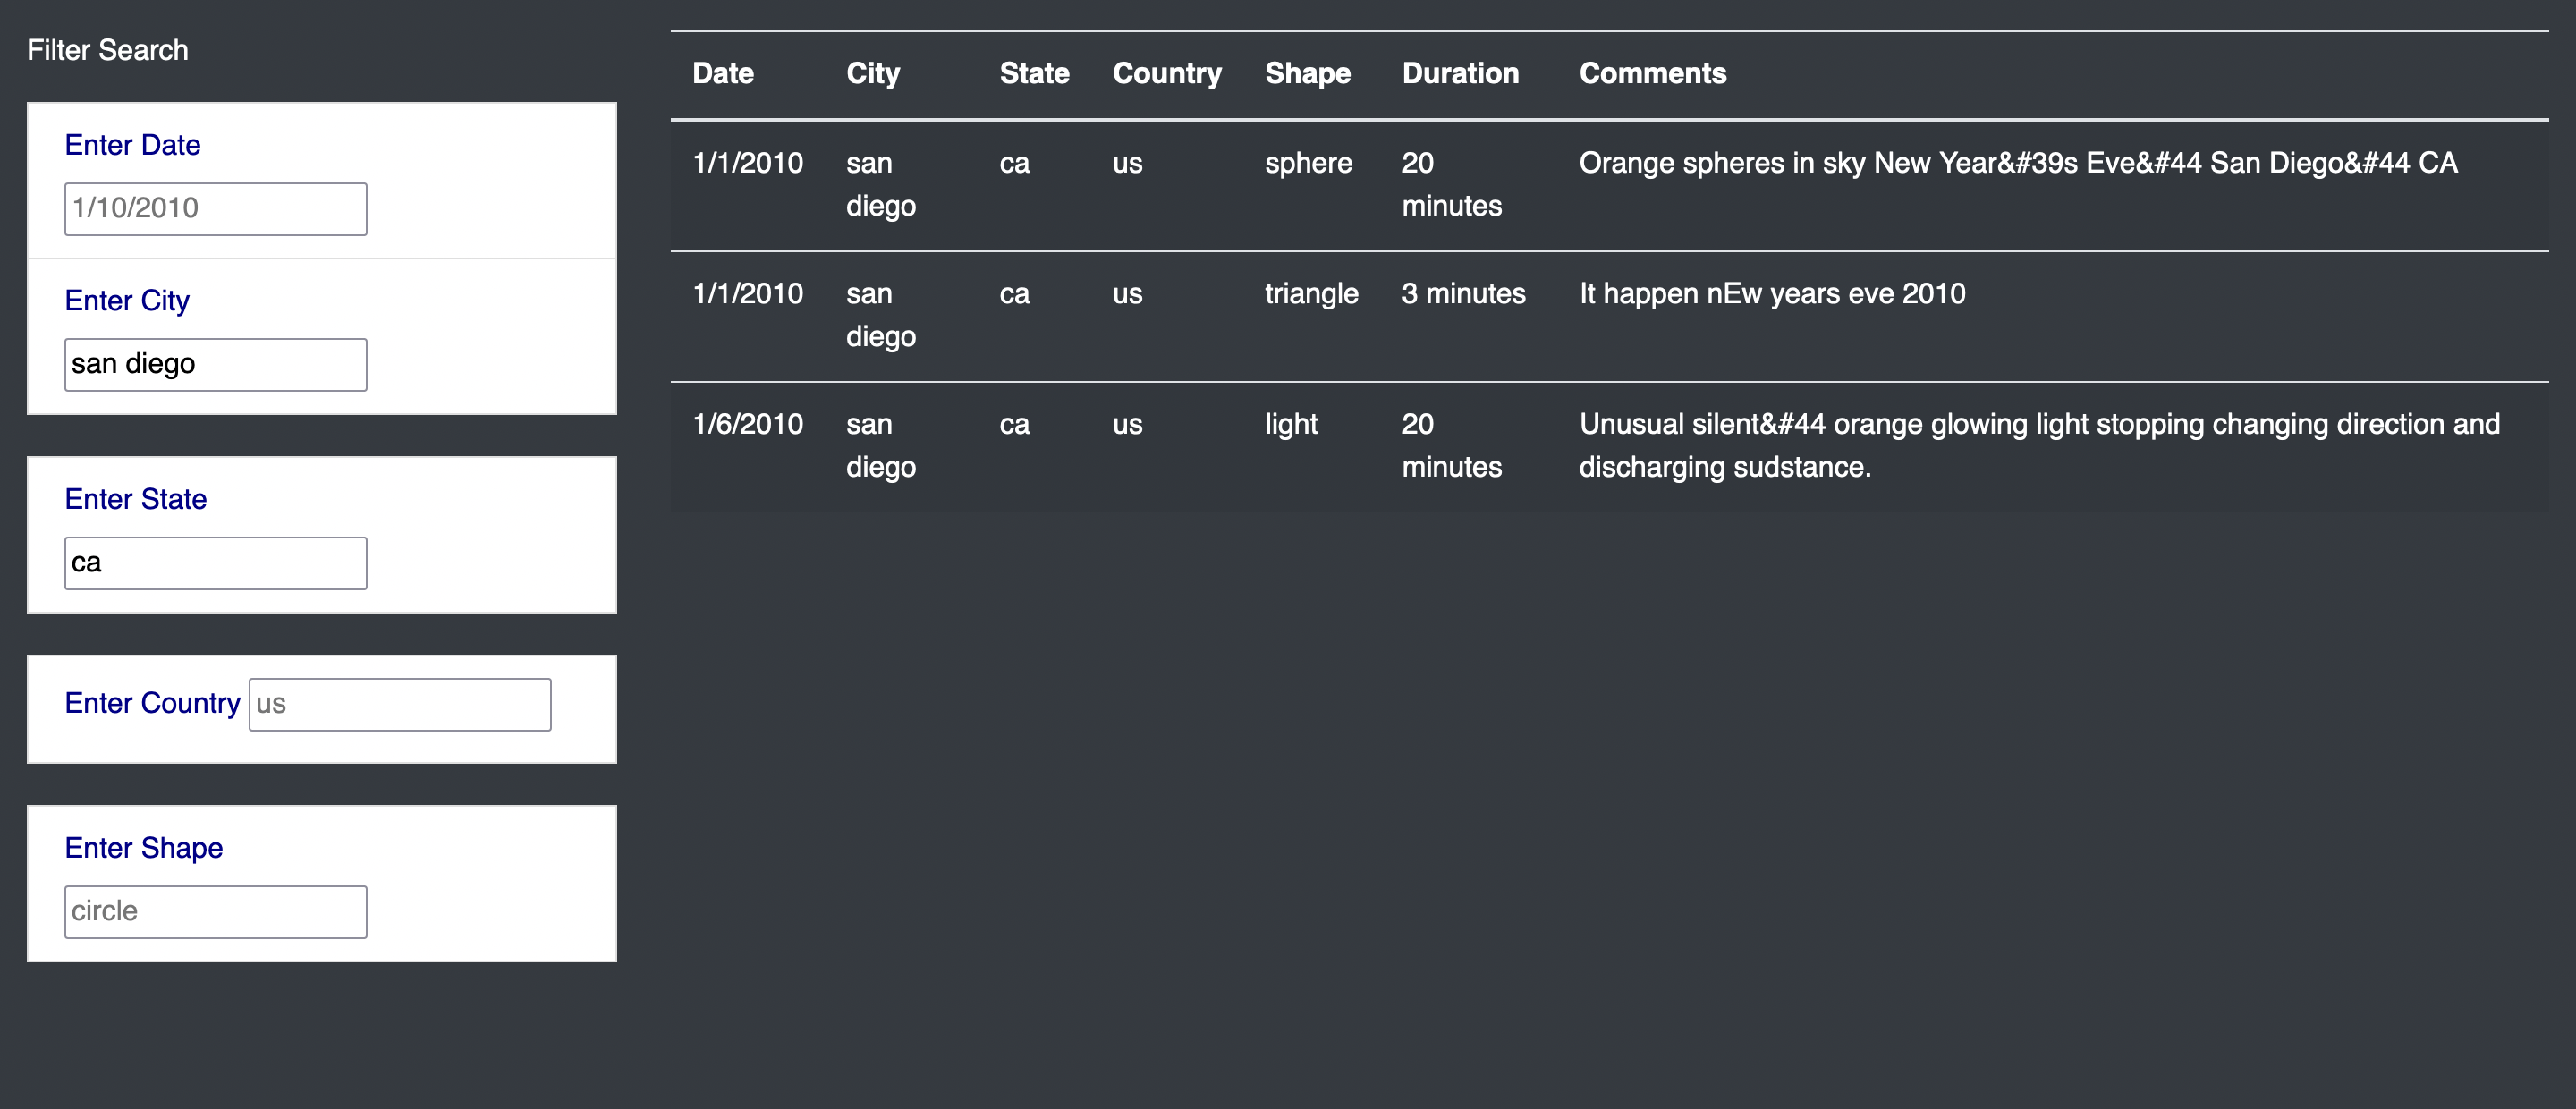 Filter Search
Enter Date
1/10/2010
Enter City
san diego
Enter State
ca
Enter Country us
Enter Shape
circle
Date City State Country Shape Duration Comments
1/1/2010 san diego ca us sphere 20 minutes Orange spheres in sky New Year&#39s Eve&#44 San Diego&#44 CA
1/1/2010 san diego ca us triangle 3 minutes It happen nEw years eve 2010
1/6/2010 san diego ca us light 20 minutes Unusual silent&#44 orange glowing light stopping changing direction and discharging sudstance.